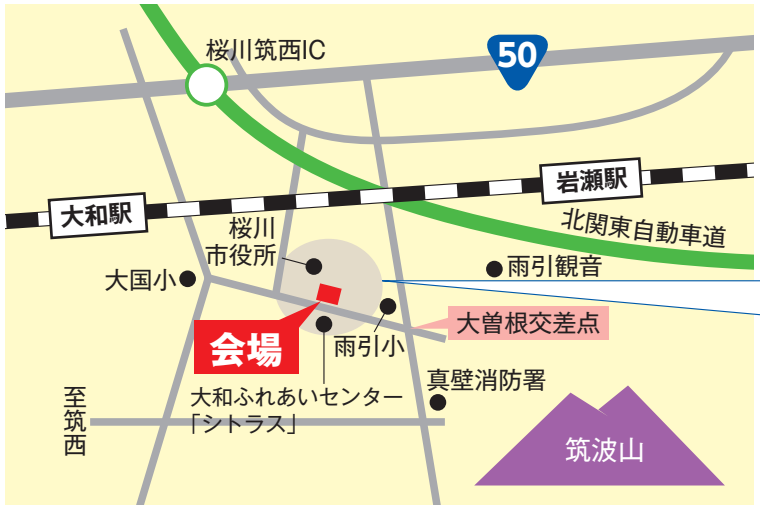 桜川筑西IC
50
岩瀬駅
大和駅
北関東自動車道
桜川
市役所
大国小
雨引観音
大曽根交差点
会場
雨引小
大和ふれあいセンター
「シトラス」
真壁消防署
至筑西
筑波山